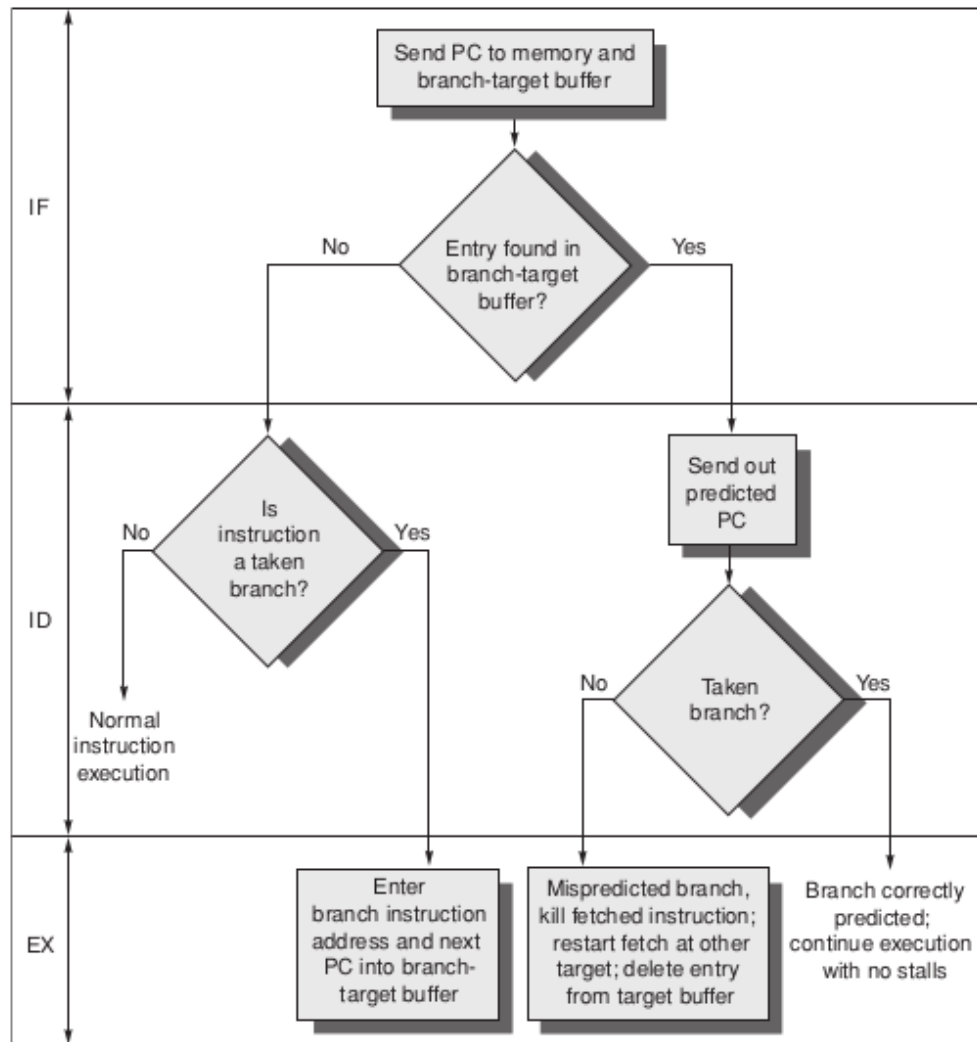 Send PC to memory and
branch-target buffer
IF
No
Entry found in
branch-target
buffer?
Yes
ID
No
Is
instruction
a taken
branch?
Yes
Send out
predicted
PC
Normal
instruction
execution
No
Taken
branch?
Yes
EX
Enter
branch instruction
address and next
PC into branch-
target buffer
Mispredicted branch,
kill fetched instruction;
restart fetch at other
target; delete entry
from target buffer
Branch correctly
predicted;
continue execution
with no stalls